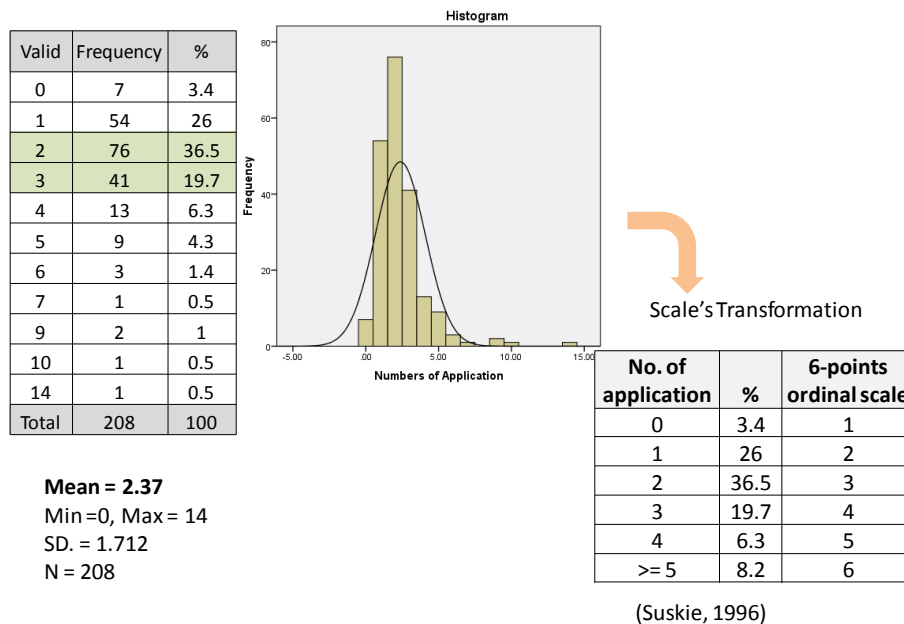 Valid Frequency %
0 7 3.4
1 54 26
2 76 36.5
3 41 19.7
4 13 6.3
5 9 4.3
6 3 1.4
7 1 0.5
9 2 1
10 1 0.5
14 1 0.5
Total 208 100
Mean = 2.37
Min =0, Max = 14
SD. = 1.712
N = 208
Histogram
Frequency
80
60
40
20
0
-5.00 .00 5.00 10.00 15.00
Numbers of Application
Scale's Transformation
No. of application % 6-points ordinal scale
0 3.4 1
1 26 2
2 36.5 3
3 19.7 4
4 6.3 5
>= 5 8.2 6
(Suskie, 1996)